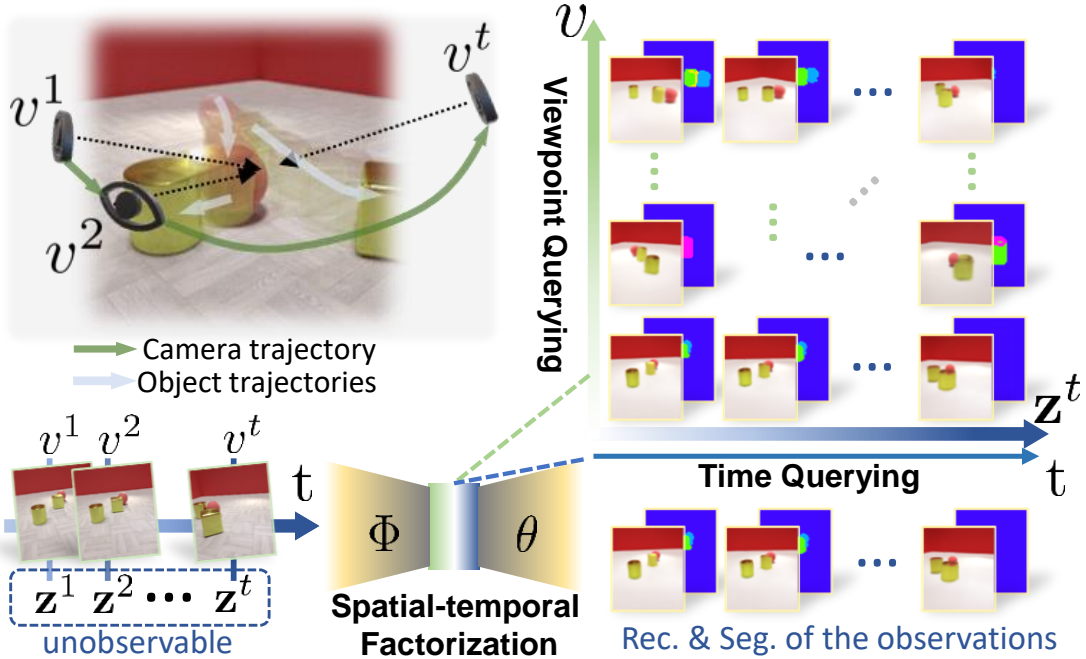 v^1
v^t
v^2
Camera trajectory
Object trajectories
v^1 v^2 v^t
t
z^1 z^2 ••• z^t
unobservable
Φ θ
Spatial-temporal
Factorization
v
Viewpoint Querying
z^t
Time Querying
t
Rec. & Seg. of the observations